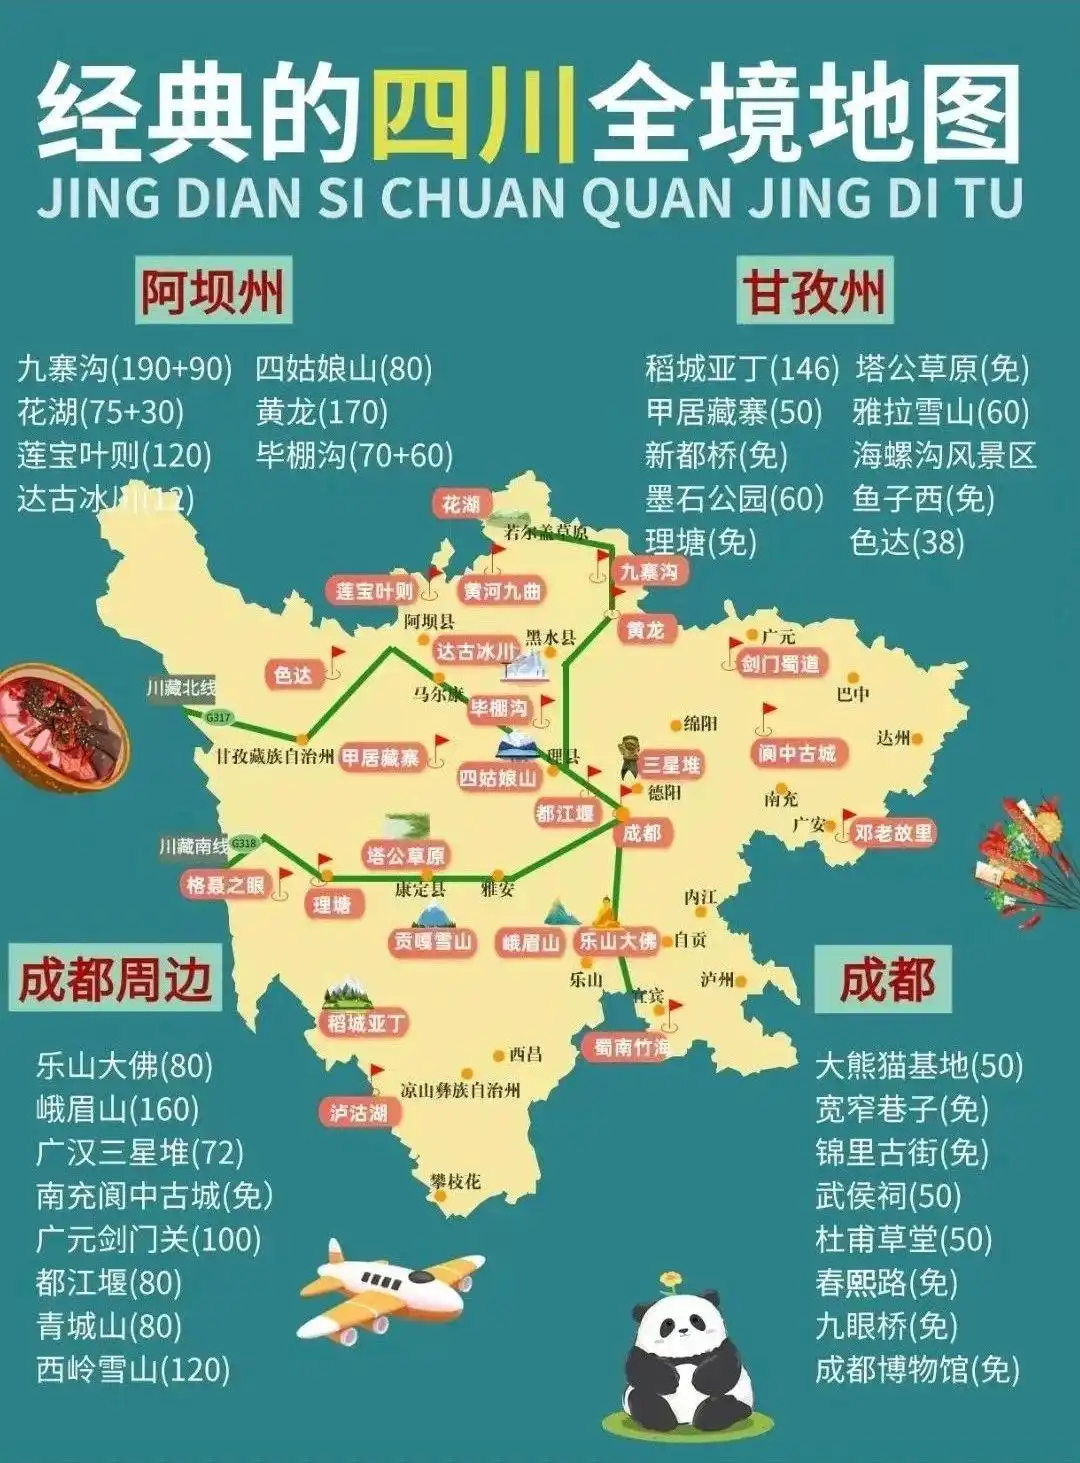 经典的四川全境地图
JING DIAN SI CHUAN QUAN JING DI TU
阿坝州
九寨沟(190+90) 四姑娘山(80)
花湖(75+30) 黄龙(170)
莲宝叶则(120) 毕棚沟(70+60)
达古冰川(12)
甘孜州
稻城亚丁(146) 塔公草原(免)
甲居藏寨(50) 雅拉雪山(60)
新都桥(免) 海螺沟风景区
墨石公园(60） 鱼子西(免)
理塘(免) 色达(38)
花湖
若尔盖草原
莲宝叶则
黄河九曲
九寨沟
阿坝县
黄龙
达古冰川
黑水县
广元
剑门蜀道
色达
川藏北线
G317
马尔康
毕棚沟
巴中
绵阳
达州
甘孜藏族自治州
甲居藏寨
四姑娘山
理县
三星堆
阆中古城
德阳
南充
都江堰
成都
广安
邓老故里
川藏南线
G318
塔公草原
格聂之眼
理塘
康定县
雅安
内江
贡嘎雪山
峨眉山
乐山大佛
自贡
乐山
泸州
宜宾
稻城亚丁
蜀南竹海
西昌
凉山彝族自治州
泸沽湖
攀枝花
成都周边
乐山大佛(80)
峨眉山(160)
广汉三星堆(72)
南充阆中古城(免）
广元剑门关(100)
都江堰(80)
青城山(80)
西岭雪山(120)
成都
大熊猫基地(50)
宽窄巷子(免)
锦里古街(免)
武侯祠(50)
杜甫草堂(50)
春熙路(免)
九眼桥(免)
成都博物馆(免)